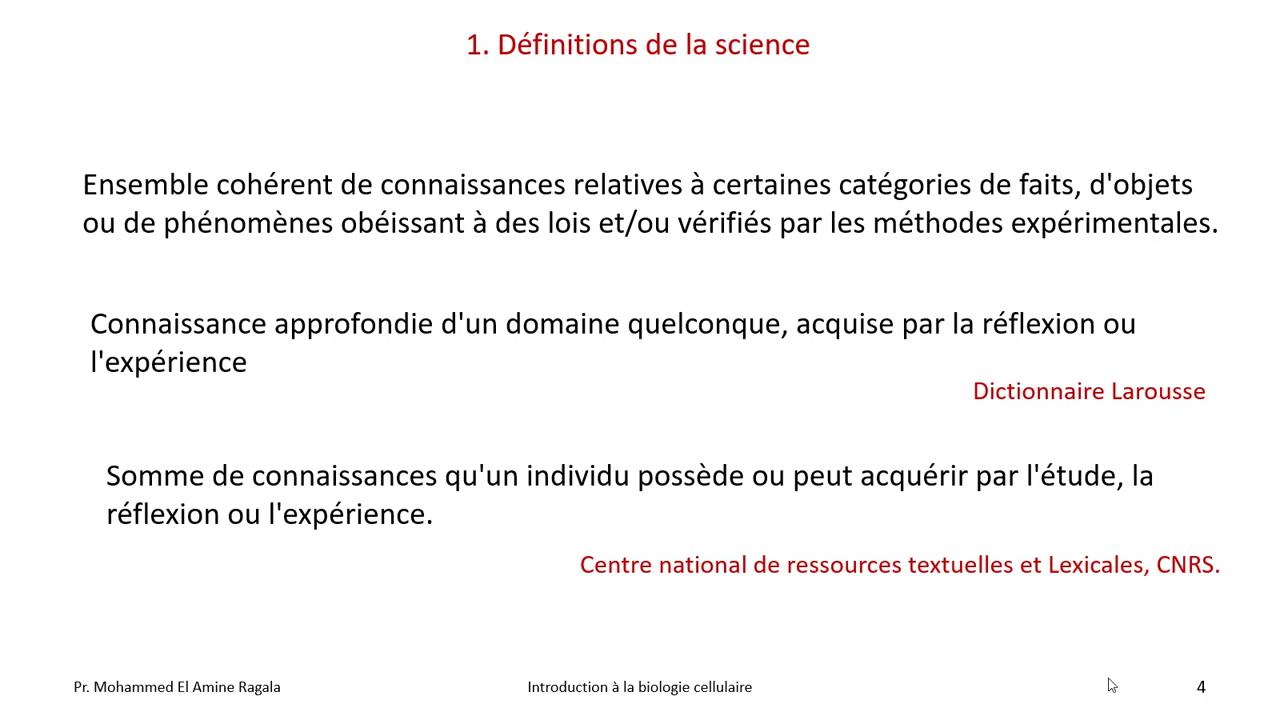 1. Définitions de la science
Ensemble cohérent de connaissances relatives à certaines catégories de faits, d'objets
ou de phénomènes obéissant à des lois et/ou vérifiés par les méthodes expérimentales.
Connaissance approfondie d'un domaine quelconque, acquise par la réflexion ou
l'expérience
Dictionnaire Larousse
Somme de connaissances qu'un individu possède ou peut acquérir par l'étude, la
réflexion ou l'expérience.
Centre national de ressources textuelles et Lexicales, CNRS.
Pr. Mohammed El Amine Ragala
Introduction à la biologie cellulaire
4